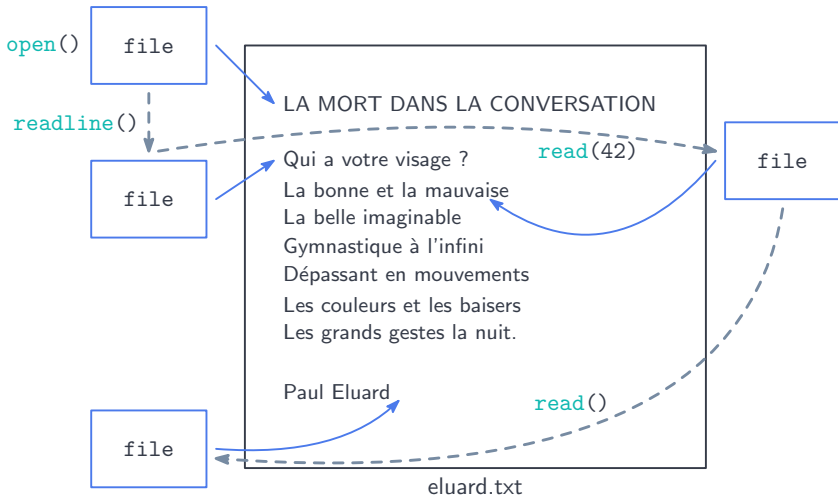 file
open()
readline()
LA MORT DANS LA CONVERSATION
Qui a votre visage ?
read(42)
file
file
La bonne et la mauvaise
La belle imaginable
Gymnastique à l'infini
Dépassant en mouvements
Les couleurs et les baisers
Les grands gestes la nuit.
Paul Eluard
read()
file
eluard.txt